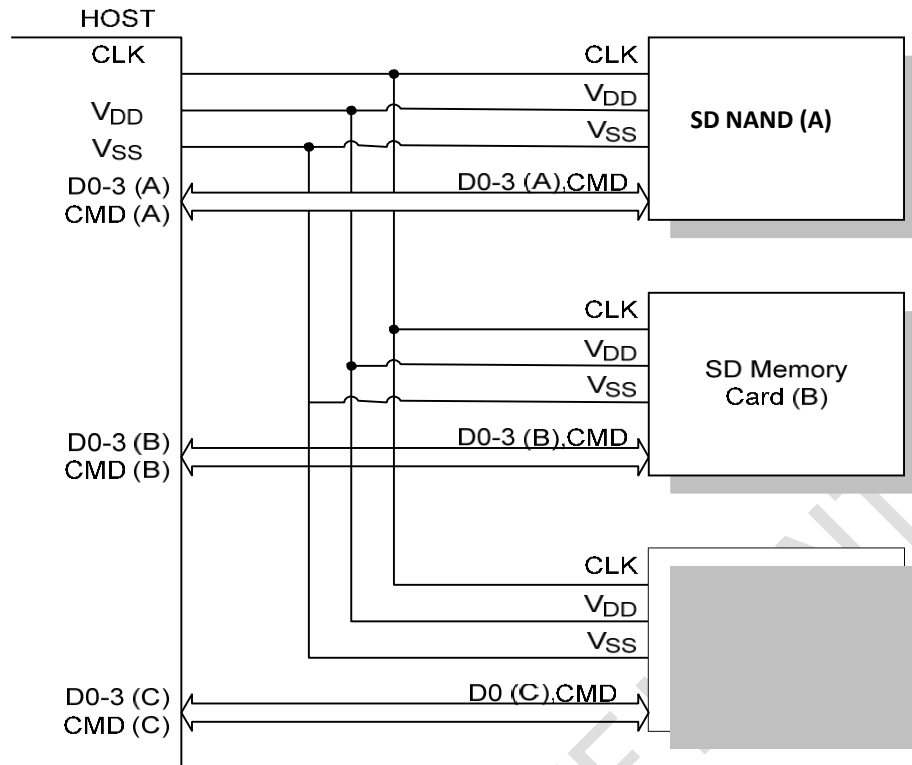 HOST
CLK
VDD
VSS
D0-3 (A)
CMD (A)
CLK
VDD
VSS
D0-3 (A),CMD
SD NAND (A)
D0-3 (B)
CMD (B)
CLK
VDD
VSS
D0-3 (B),CMD
SD Memory
Card (B)
D0-3 (C)
CMD (C)
CLK
VDD
VSS
D0 (C),CMD